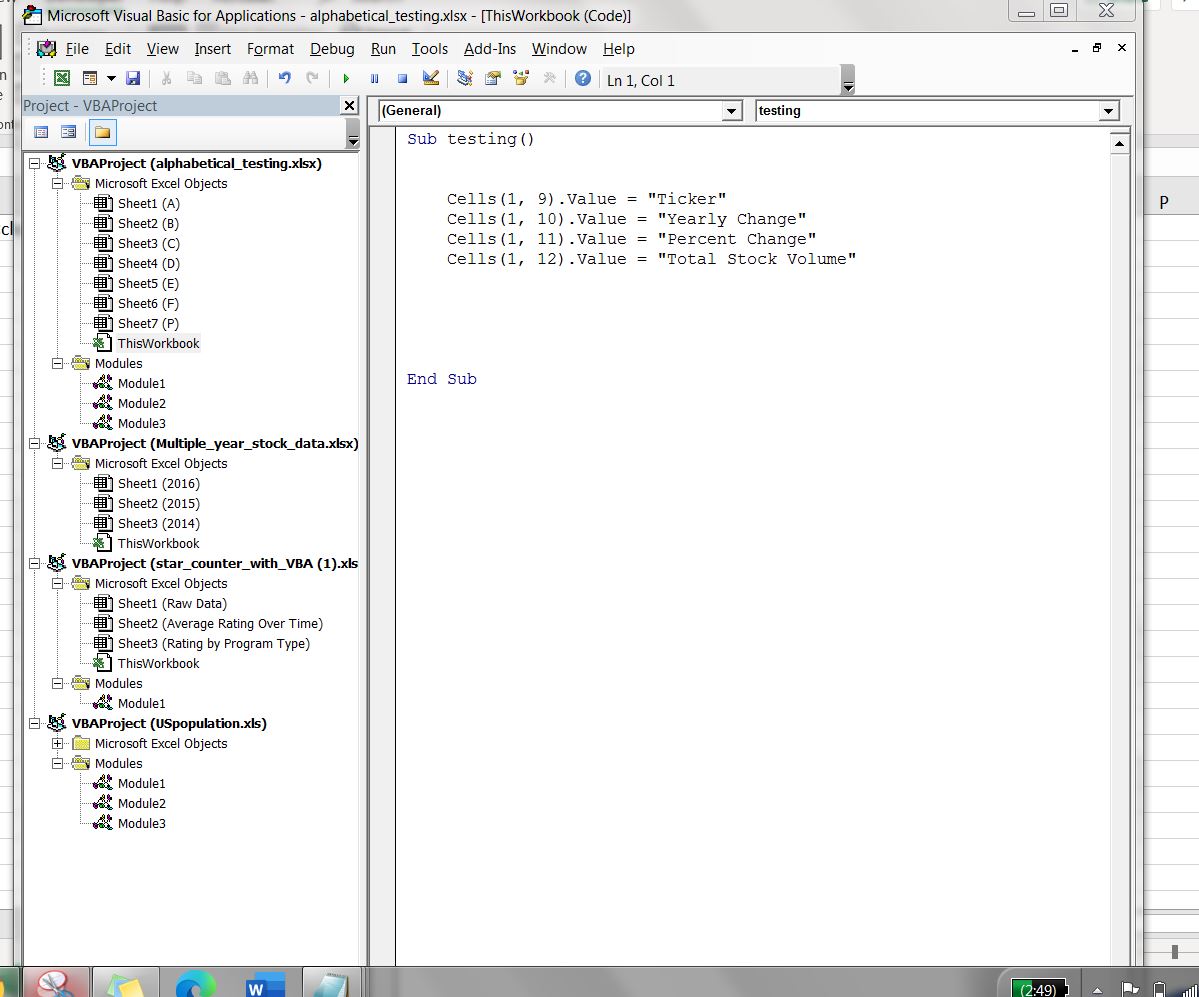 Microsoft Visual Basic for Applications - alphabetical_testing.xlsx - [ThisWorkbook (Code)]
File Edit View Insert Format Debug Run Tools Add-Ins Window Help
Ln 1, Col 1
Project - VBAProject
(General) testing
VBAProject (alphabetical_testing.xlsx)
Microsoft Excel Objects
Sheet1 (A)
Sheet2 (B)
Sheet3 (C)
Sheet4 (D)
Sheet5 (E)
Sheet6 (F)
Sheet7 (P)
ThisWorkbook
Modules
Module1
Module2
Module3
VBAProject (Multiple_year_stock_data.xlsx)
Microsoft Excel Objects
Sheet1 (2016)
Sheet2 (2015)
Sheet3 (2014)
ThisWorkbook
VBAProject (star_counter_with_VBA (1).xls
Microsoft Excel Objects
Sheet1 (Raw Data)
Sheet2 (Average Rating Over Time)
Sheet3 (Rating by Program Type)
ThisWorkbook
Modules
Module1
VBAProject (USpopulation.xls)
Microsoft Excel Objects
Modules
Module1
Module2
Module3
Sub testing()
Cells(1, 9).Value = "Ticker"
Cells(1, 10).Value = "Yearly Change"
Cells(1, 11).Value = "Percent Change"
Cells(1, 12).Value = "Total Stock Volume"
End Sub
P
W
(2:49)